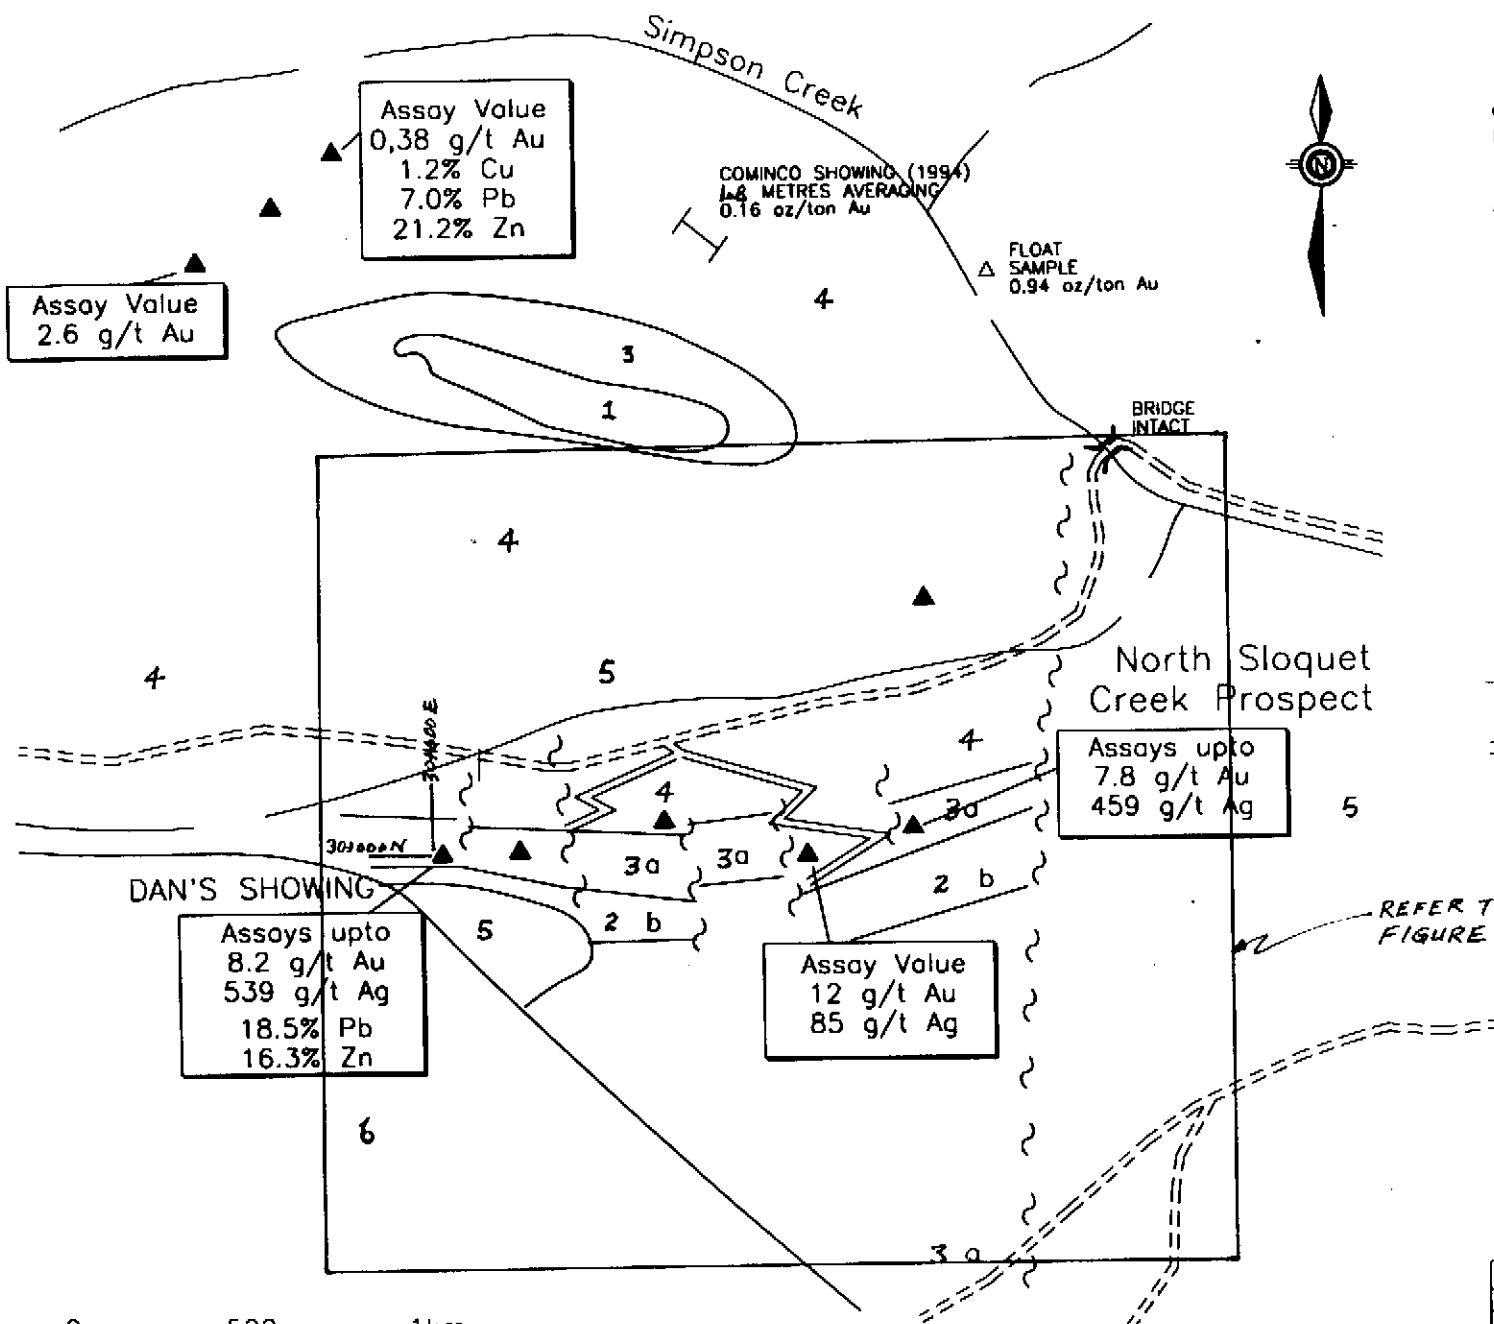 Simpson Creek
Assay Value
0,38 g/t Au
1.2% Cu
7.0% Pb
21.2% Zn
COMINCO SHOWING (1994)
METRES AVERAGING
0.16 oz/ton Au
N
FLOAT
SAMPLE
0.94 oz/ton Au
Assay Value
2.6 g/t Au
4
3
1
BRIDGE
INTACT
4
4
5
North Sloquet
Creek Prospect
4
Assays upto
7.8 g/t Au
459 g/t Ag
5
4
3a
3a
3a
2 b
DAN'S SHOWING
Assays upto
8.2 g/t Au
539 g/t Ag
18.5% Pb
16.3% Zn
5
2 b
Assay Value
12 g/t Au
85 g/t Ag
REFER T
FIGURE
6
3 a